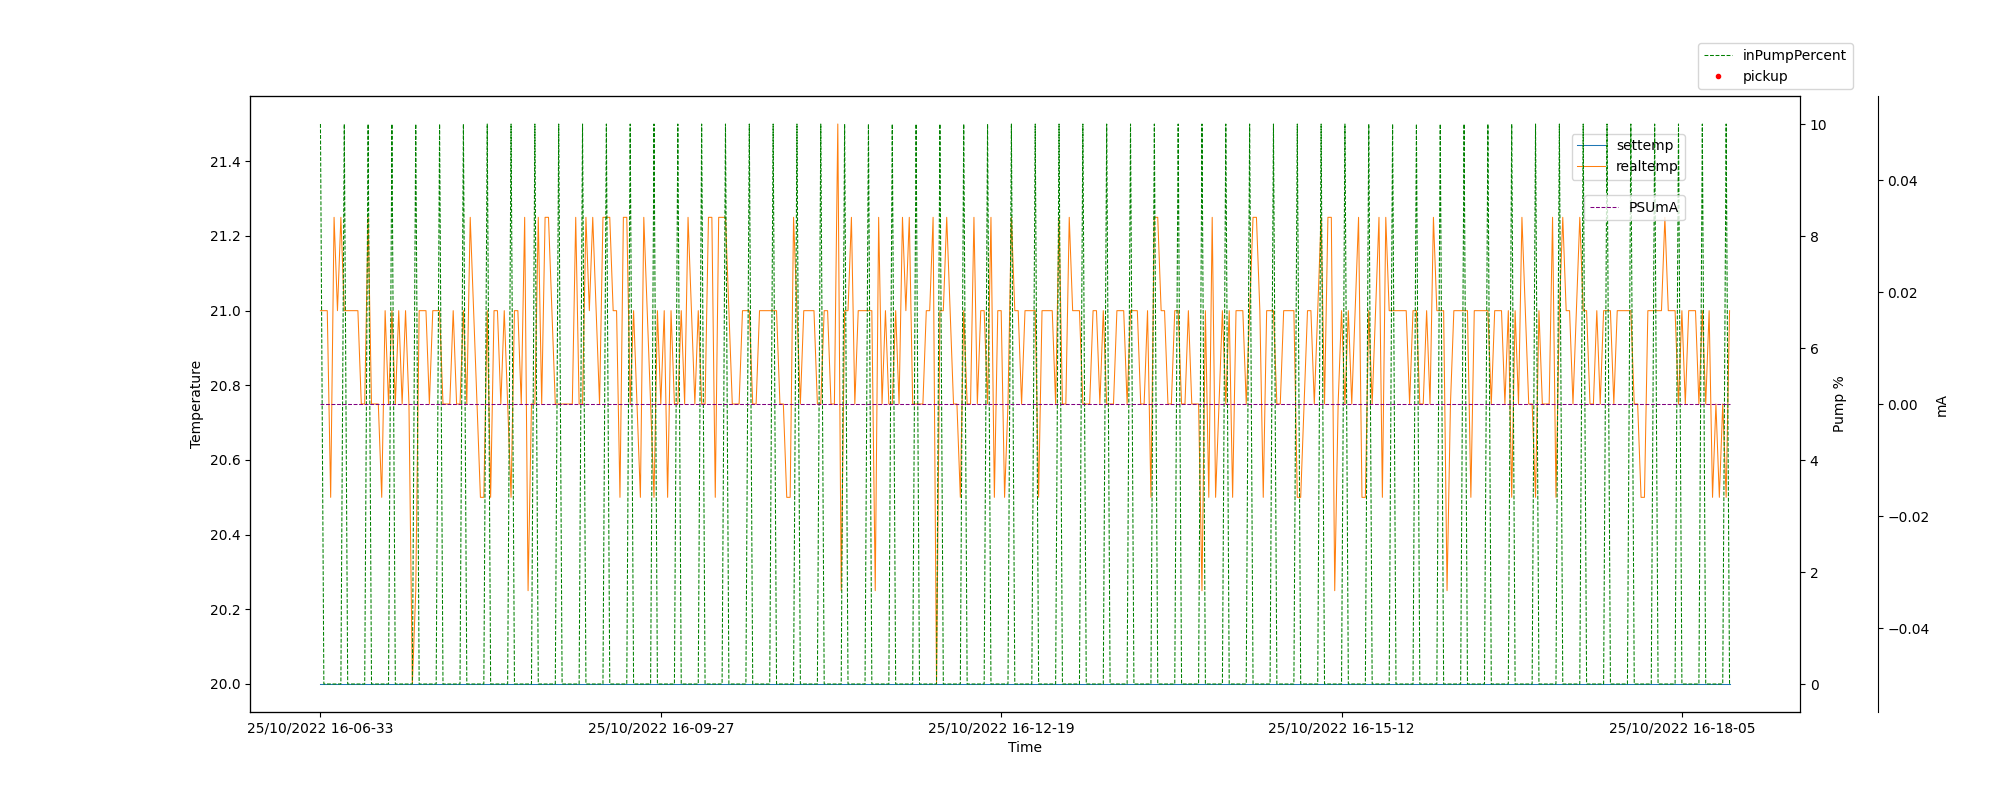 inPumpPercent
pickup
settemp
realtemp
PSUmA
21.4
21.2
21.0
20.8
20.6
20.4
20.2
20.0
Temperature
10
8
6
4
2
0
Pump %
0.04
0.02
0.00
−0.02
−0.04
mA
25/10/2022 16-06-33
25/10/2022 16-09-27
25/10/2022 16-12-19
25/10/2022 16-15-12
25/10/2022 16-18-05
Time